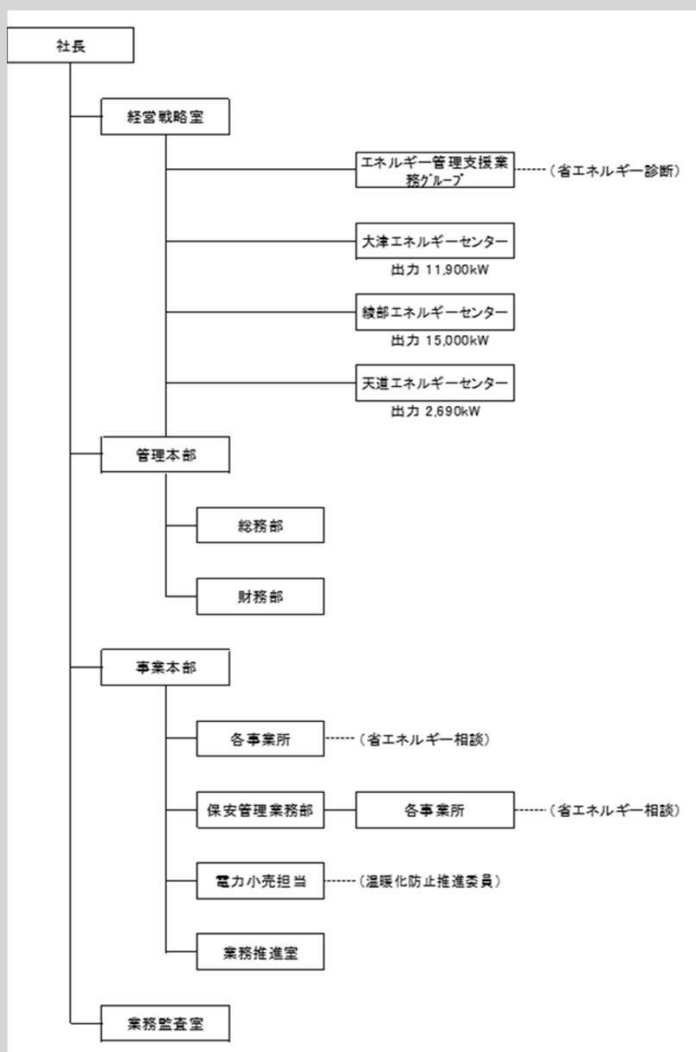 社長
経営戦略室
エネルギー管理支援業
務グループ
(省エネルギー診断)
大津エネルギーセンター
出力 11,900kW
綾部エネルギーセンター
出力 15,000kW
天道エネルギーセンター
出力 2,690kW
管理本部
総務部
財務部
事業本部
各事業所
(省エネルギー相談)
保安管理業務部
各事業所
(省エネルギー相談)
電力小売担当
(温暖化防止推進委員)
業務推進室
業務監査室